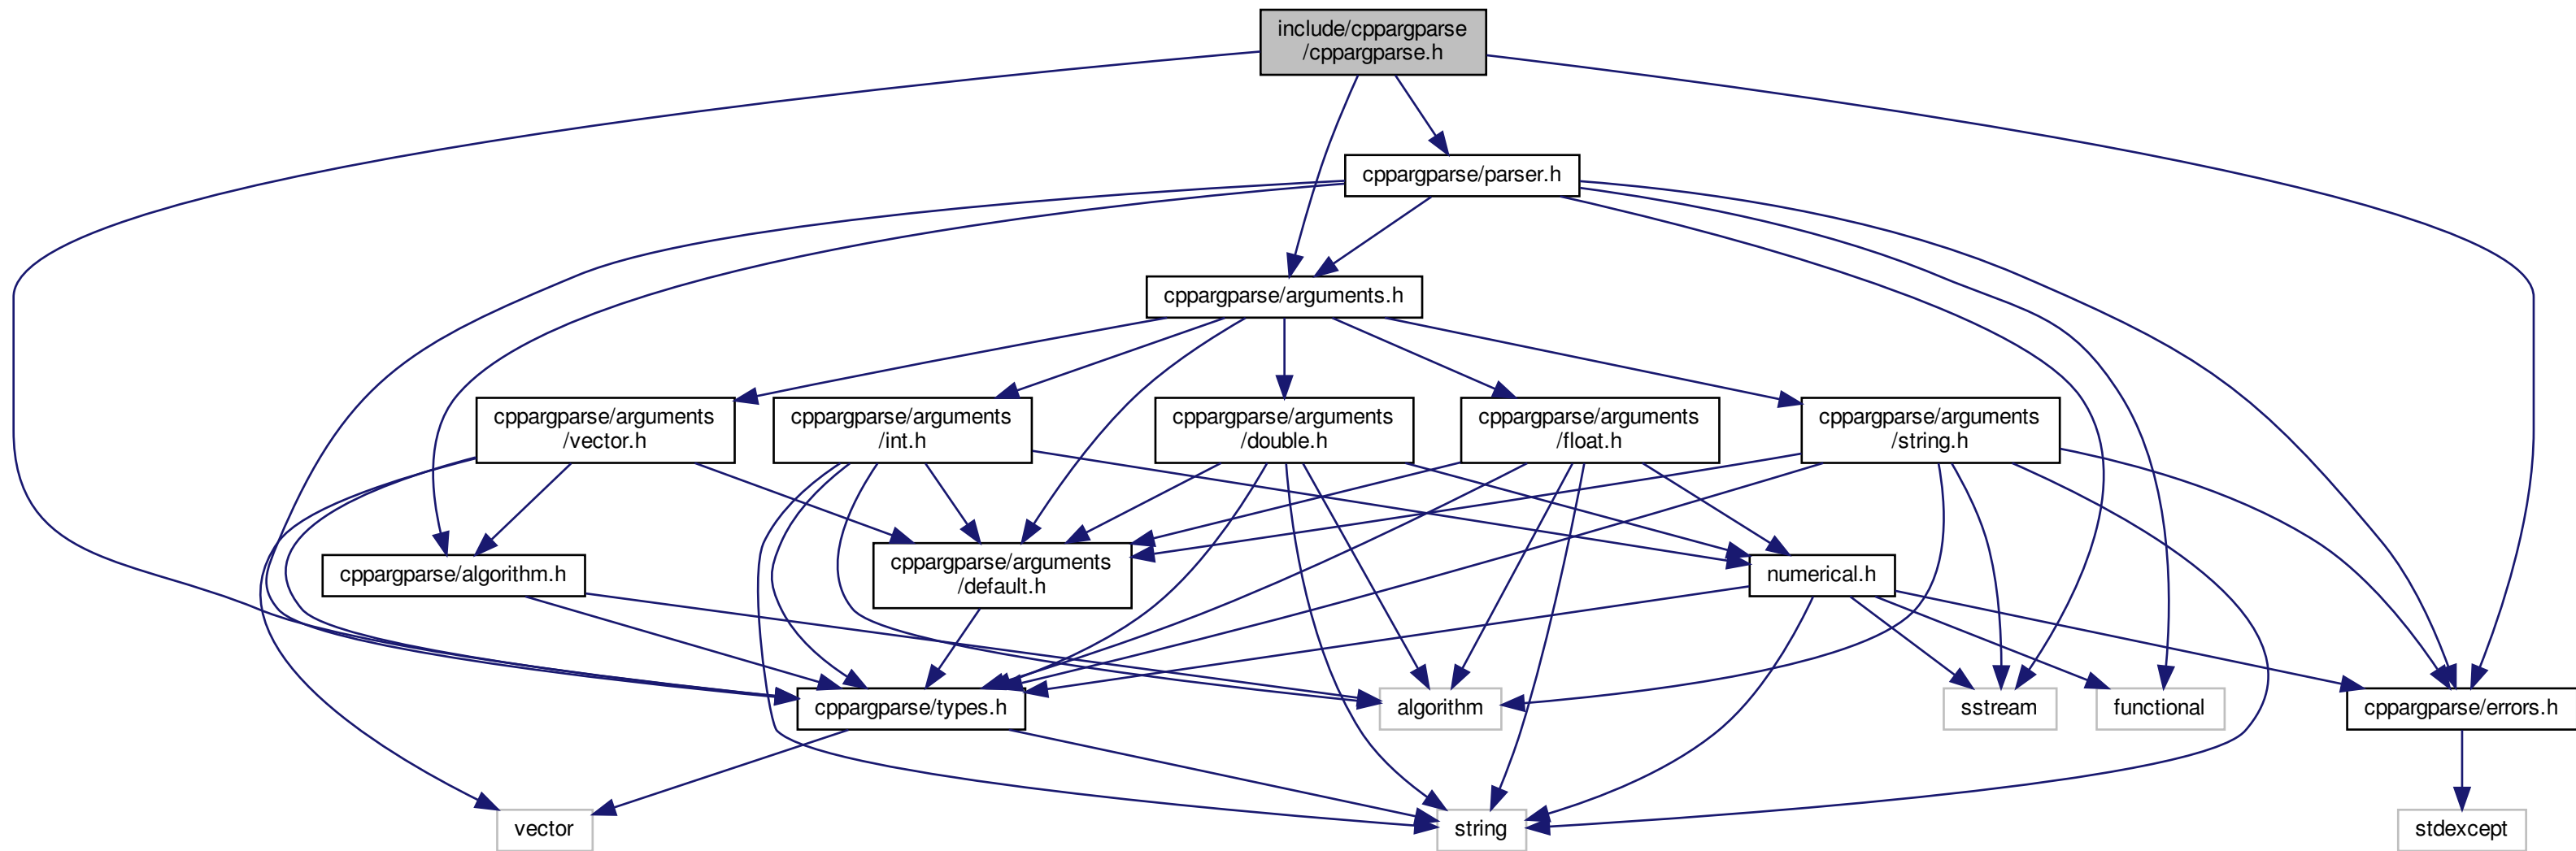 include/cppargparse
/cppargparse.h
cppargparse/parser.h
cppargparse/arguments.h
cppargparse/arguments
/vector.h
cppargparse/arguments
/int.h
cppargparse/arguments
/double.h
cppargparse/arguments
/float.h
cppargparse/arguments
/string.h
cppargparse/algorithm.h
cppargparse/arguments
/default.h
numerical.h
cppargparse/types.h
algorithm
sstream
functional
cppargparse/errors.h
vector
string
stdexcept